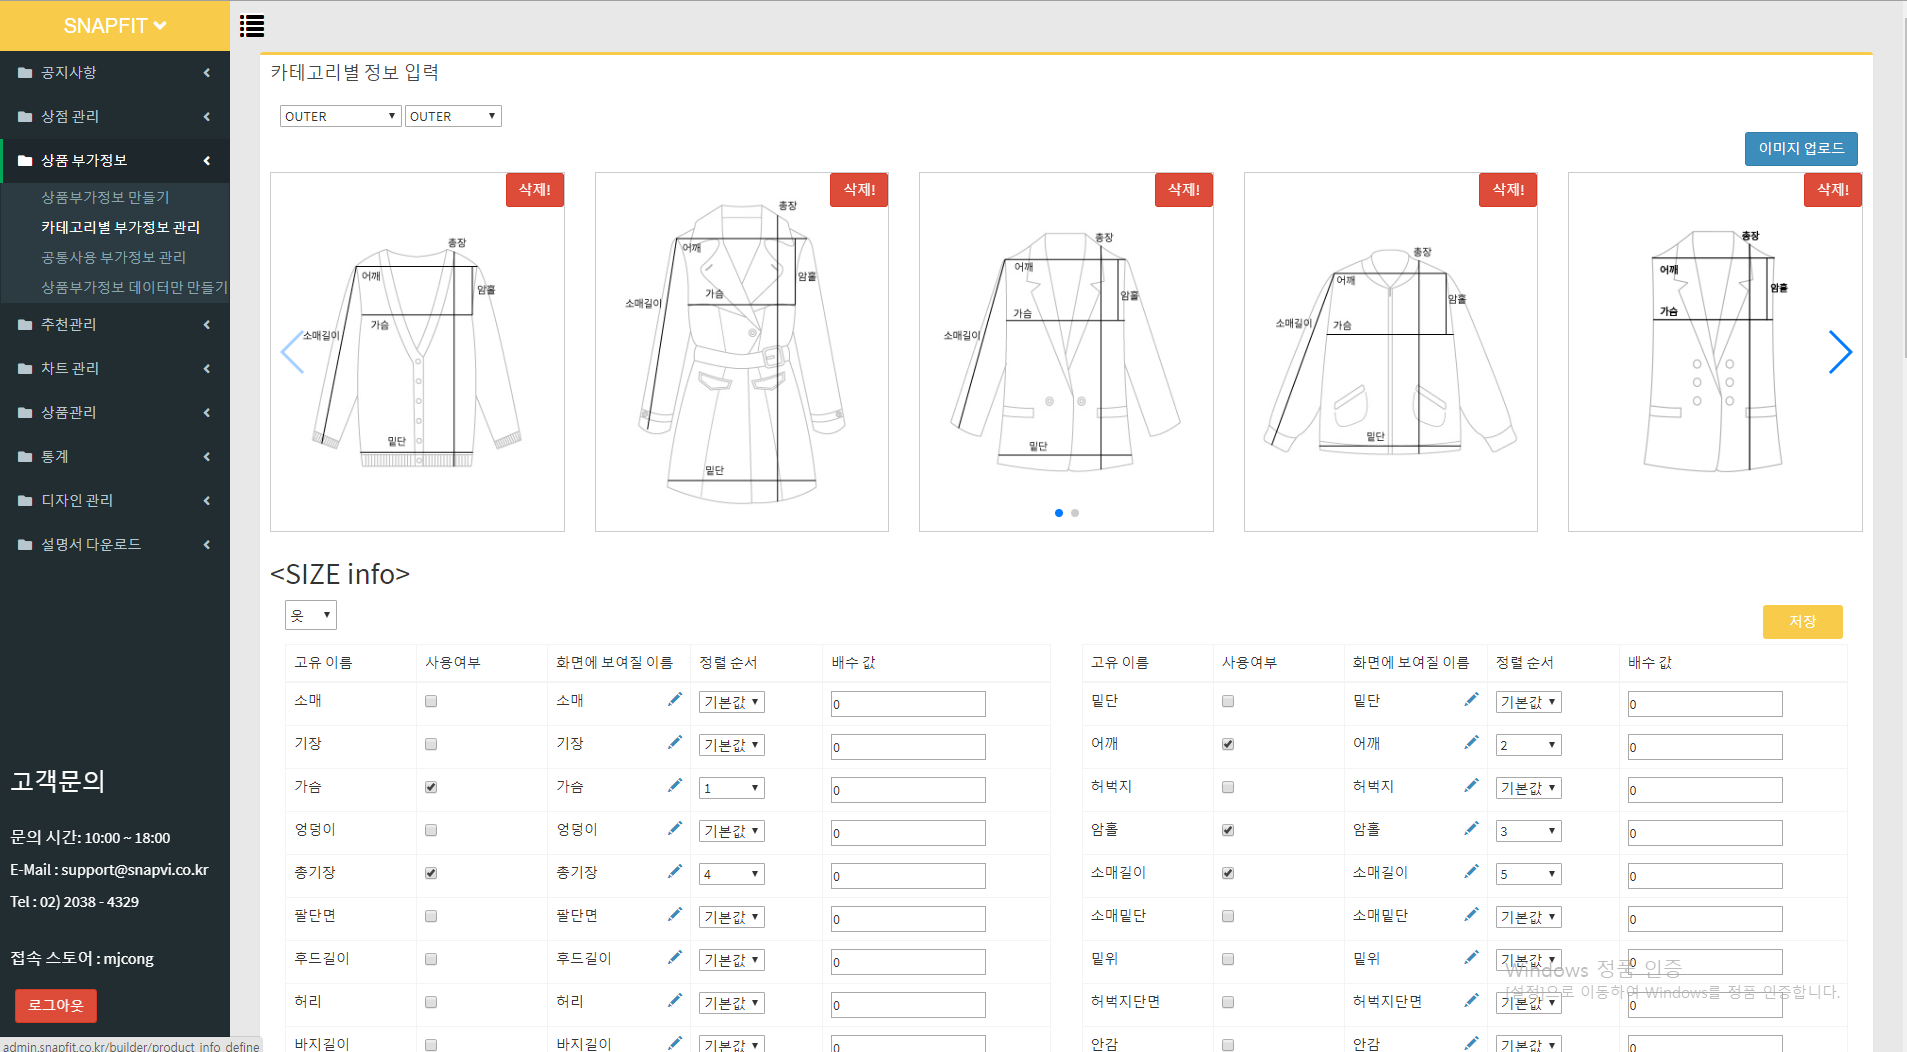 SNAPFIT
공지사항
상점 관리
상품 부가정보
상품부가정보 만들기
카테고리별 부가정보 관리
공통사용 부가정보 관리
상품부가정보 데이터만 만들기
추천관리
차트 관리
상품관리
통계
디자인 관리
설명서 다운로드
고객문의
문의 시간: 10:00 ~ 18:00
E-Mail : support@snapvi.co.kr
Tel : 02) 2038 - 4329
접속 스토어 : mjcong
로그아웃
admin.snapfit.co.kr/builder/product_info_define
카테고리별 정보 입력
OUTER OUTER
이미지 업로드
삭제! 삭제! 삭제! 삭제! 삭제!
총장
어깨
암홀
가슴
소매길이
밑단
총장
어깨
암홀
가슴
소매길이
밑단
총장
어깨
암홀
가슴
소매길이
밑단
총장
어깨
암홀
가슴
소매길이
밑단
총장
어깨
암홀
가슴
<SIZE info>
옷
저장
고유 이름 사용여부 화면에 보여질 이름 정렬 순서 배수 값 고유 이름 사용여부 화면에 보여질 이름 정렬 순서 배수 값
소매 소매 기본값 0 밑단 밑단 기본값 0
기장 기장 기본값 0 어깨 어깨 2 0
가슴 가슴 1 0 허벅지 허벅지 기본값 0
엉덩이 엉덩이 기본값 0 암홀 암홀 3 0
총기장 총기장 4 0 소매길이 소매길이 5 0
팔단면 팔단면 기본값 0 소매밑단 소매밑단 기본값 0
후드길이 후드길이 기본값 0 밑위 밑위 기본값 0
허리 허리 기본값 0 허벅지단면 허벅지단면 기본값 0
바지길이 바지길이 기본값 0 안감 안감 기본값 0
Windows 정품 인증
[설정]으로 이동하여 Windows를 정품 인증합니다.